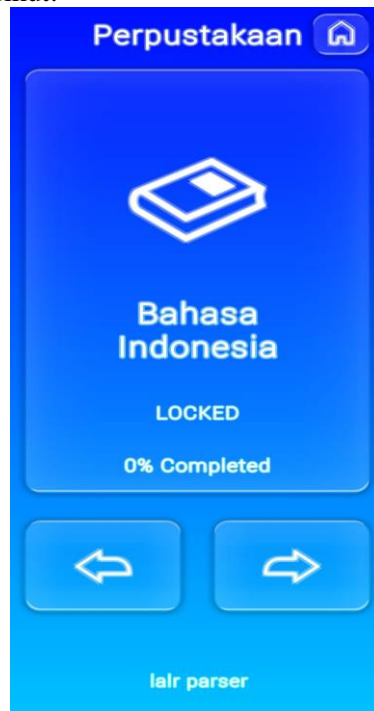 Perpustakaan
Bahasa
Indonesia
LOCKED
0% Completed
lalr parser